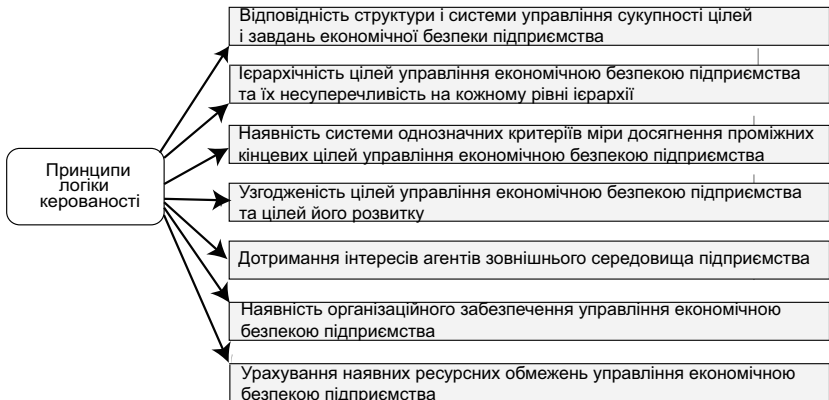 Принципи
логіки
керованості
Відповідність структури і системи управління сукупності цілей
і завдань економічної безпеки підприємства
Ієрархічність цілей управління економічною безпекою підприємства
та їх несуперечливість на кожному рівні ієрархії
Наявність системи однозначних критеріїв міри досягнення проміжних
кінцевих цілей управління економічною безпекою підприємства
Узгодженість цілей управління економічною безпекою підприємства
та цілей його розвитку
Дотримання інтересів агентів зовнішнього середовища підприємства
Наявність організаційного забезпечення управління економічною
безпекою підприємства
Урахування наявних ресурсних обмежень управління економічною
безпекою підприємства